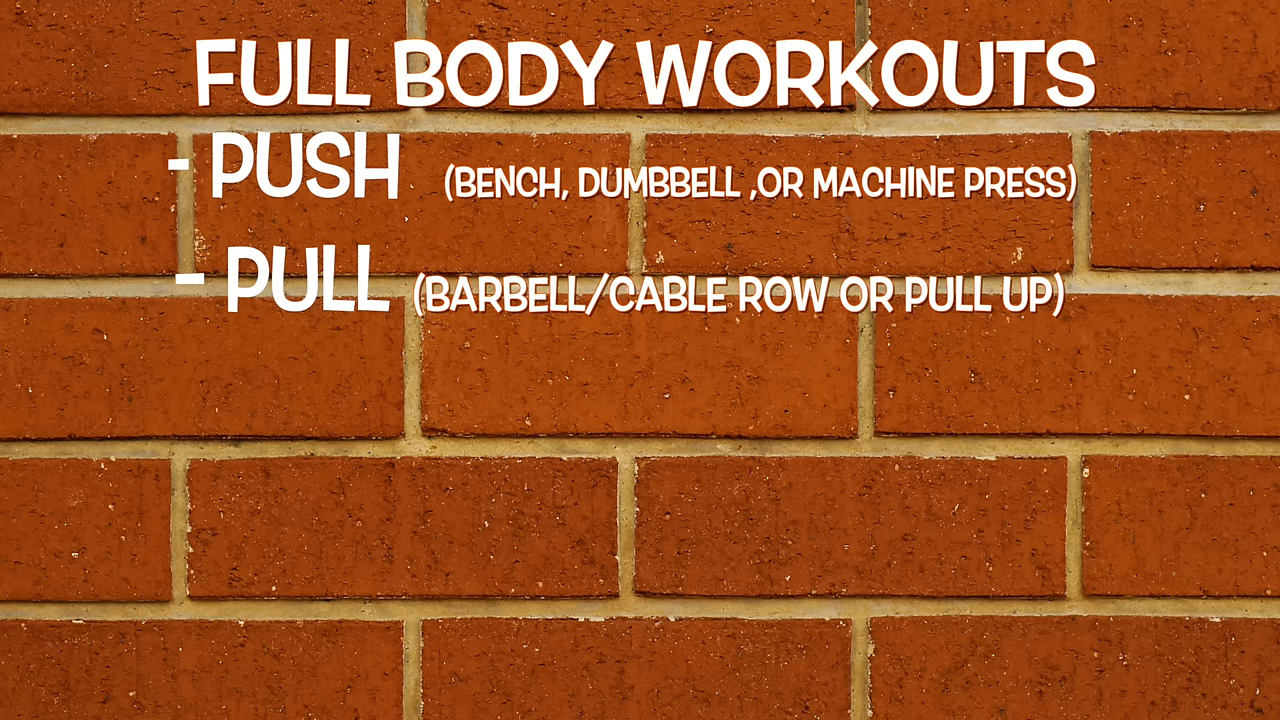 FULL BODY WORKOUTS
- PUSH (BENCH, DUMBBELL ,OR MACHINE PRESS)
- PULL (BARBELL/CABLE ROW OR PULL UP)